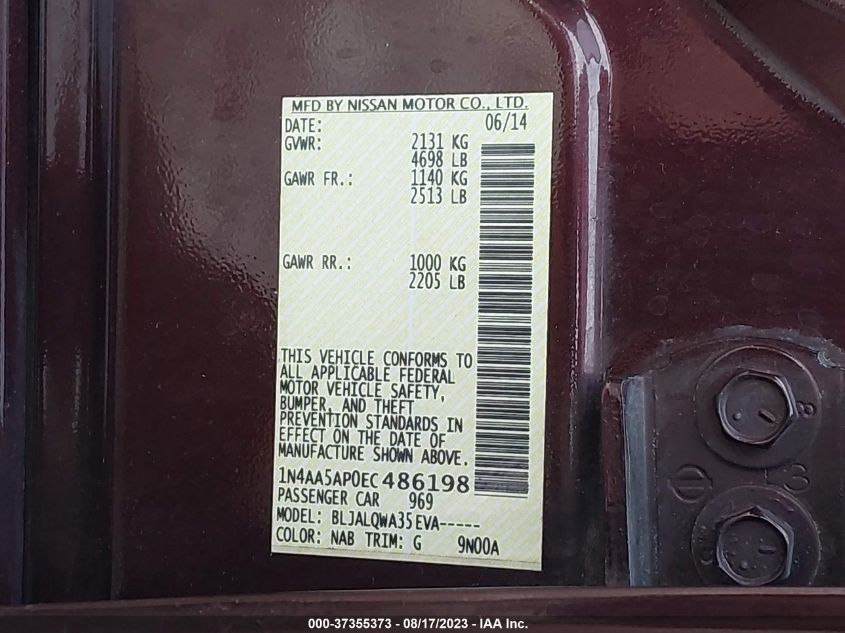 MFD BY NISSAN MOTOR CO., LTD.
DATE: 06/14
GVWR: 2131 KG
4698 LB
GAWR FR.: 1140 KG
2513 LB
GAWR RR.: 1000 KG
2205 LB
THIS VEHICLE CONFORMS TO
ALL APPLICABLE FEDERAL
MOTOR VEHICLE SAFETY,
BUMPER, AND THEFT
PREVENTION STANDARDS IN
EFFECT ON THE DATE OF
MANUFACTURE SHOWN ABOVE.
1N4AA5AP0EC486198
PASSENGER CAR 969
MODEL: BLJALQWA35EVA-----
COLOR: NAB TRIM: G 9N00A
8
3
000-37355373 - 08/17/2023 - IAA Inc.